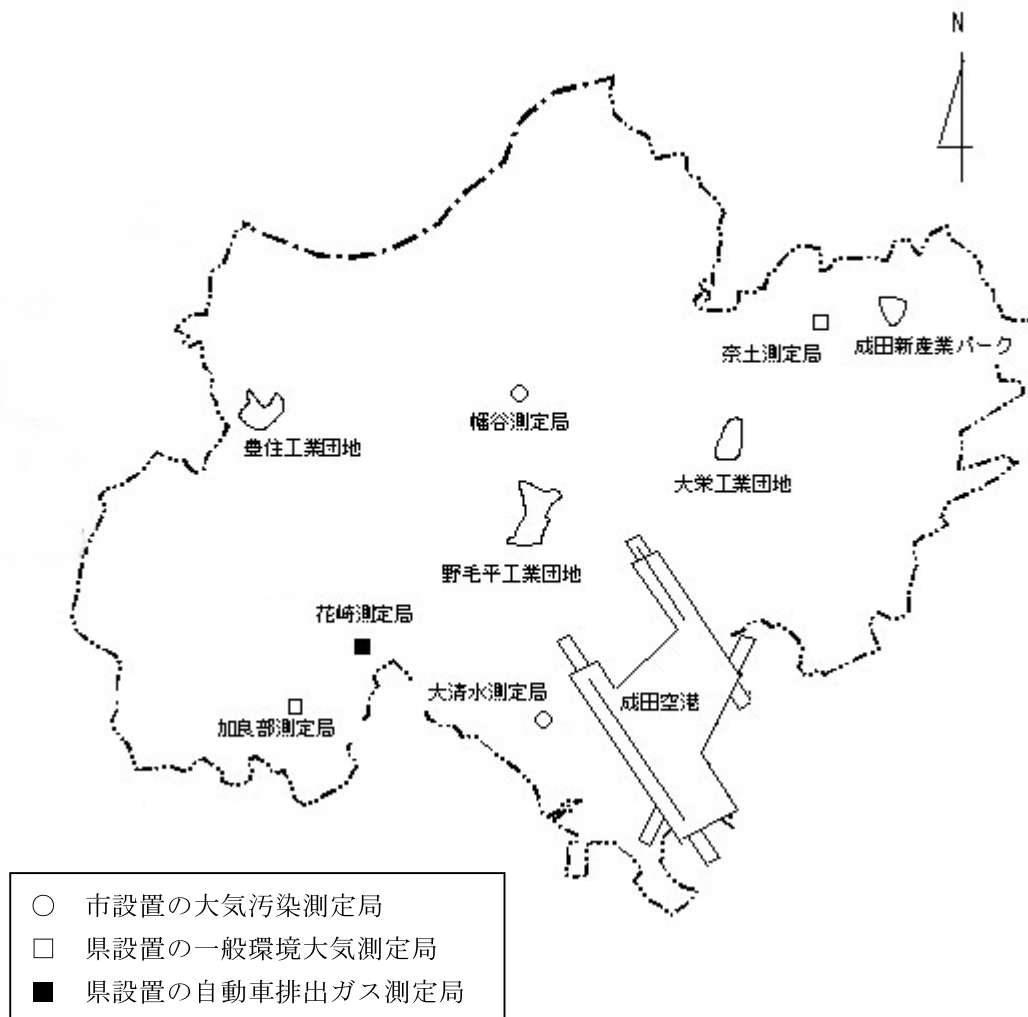 N
奈土測定局
成田新産業パーク
幡谷測定局
豊住工業団地
大栄工業団地
野毛平工業団地
花崎測定局
大清水測定局
成田空港
加良部測定局
○ 市設置の大気汚染測定局
□ 県設置の一般環境大気測定局
■ 県設置の自動車排出ガス測定局